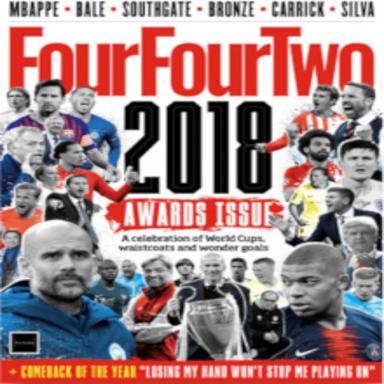 MBAPPE • BALE • SOUTHGATE • BRONZE • CARRICK • SILVA
FourFourTwo
2018
AWARDS ISSUE
A celebration of World Cups,
waistcoats and wonder goals
+ COMEBACK OF THE YEAR "LOSING MY HAND WON'T STOP ME PLAYING ON"